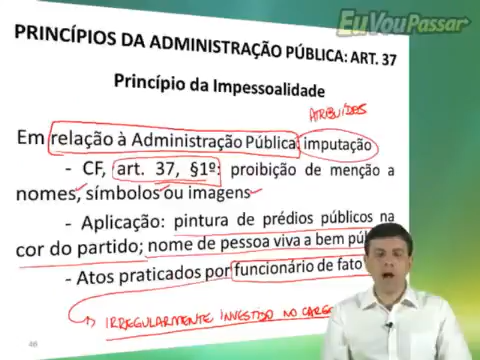 EuVouPassar
PRINCÍPIOS DA ADMINISTRAÇÃO PÚBLICA: ART. 37
Princípio da Impessoalidade
ATRIBUÍDOS
Em relação à Administração Pública: imputação
- CF, art. 37, §1º: proibição de menção a
nomes, símbolos ou imagens
- Aplicação: pintura de prédios públicos na
cor do partido; nome de pessoa viva a bem
- Atos praticados por funcionário de fato
IRREGULARMENTE INVESTIDO NO
46